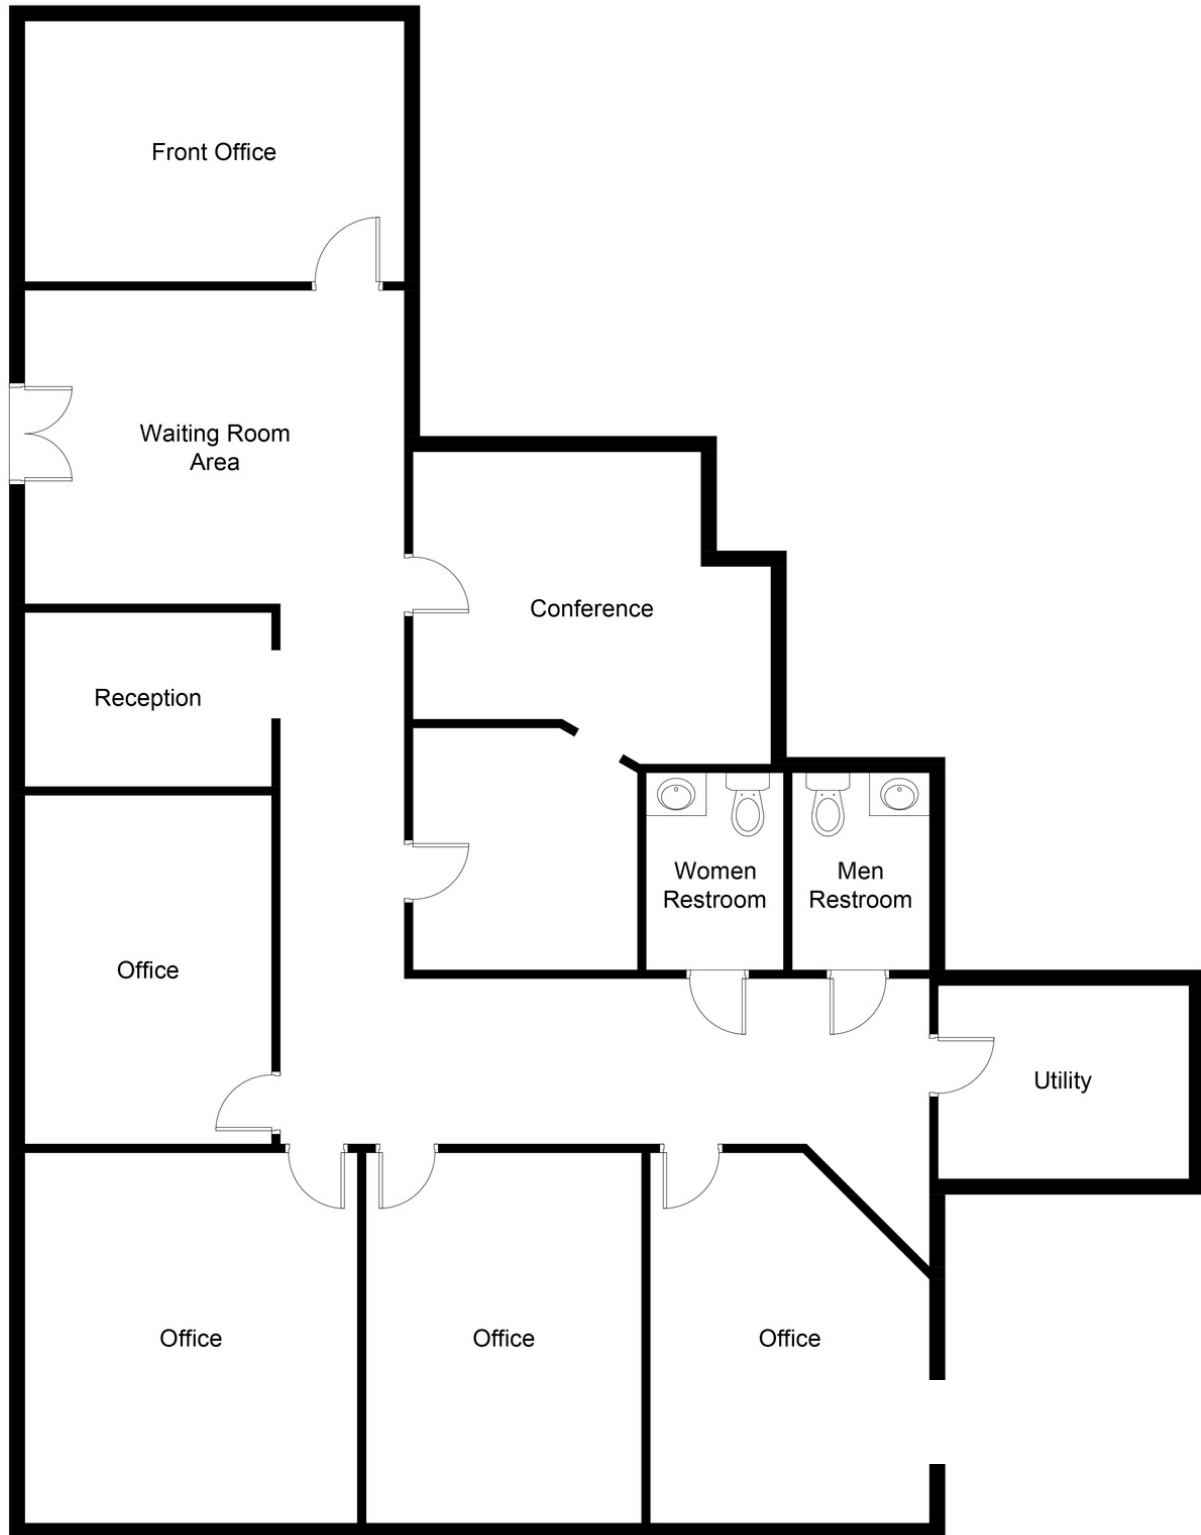 Front Office
Waiting Room
Area
Conference
Reception
Women
Restroom
Men
Restroom
Office
Utility
Office
Office
Office